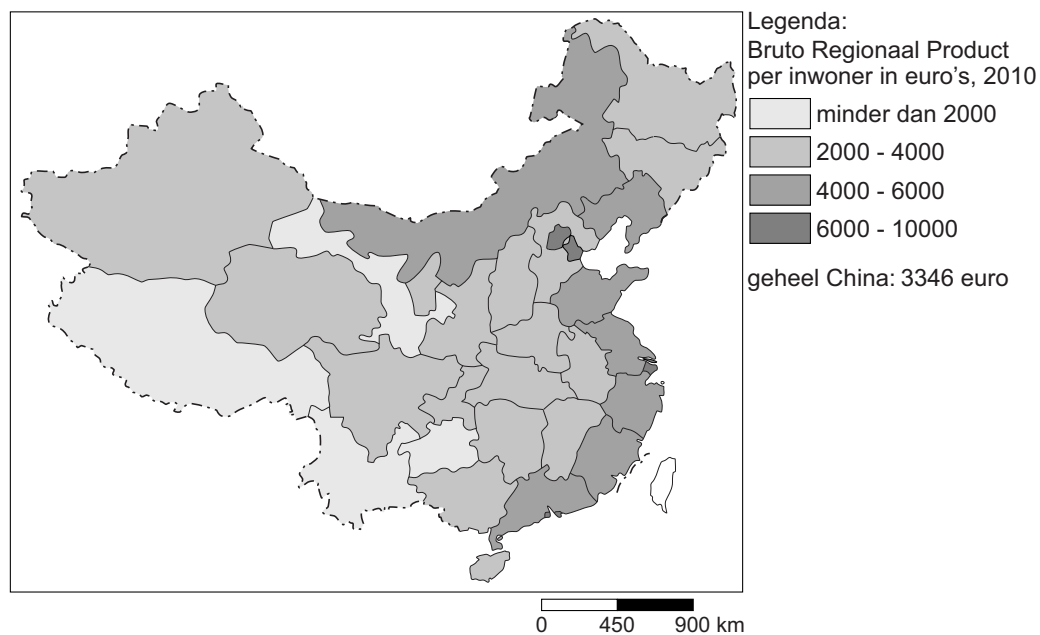 Legenda:
Bruto Regionaal Product
per inwoner in euro's, 2010
minder dan 2000
2000 - 4000
4000 - 6000
6000 - 10000
geheel China: 3346 euro
0 450 900 km